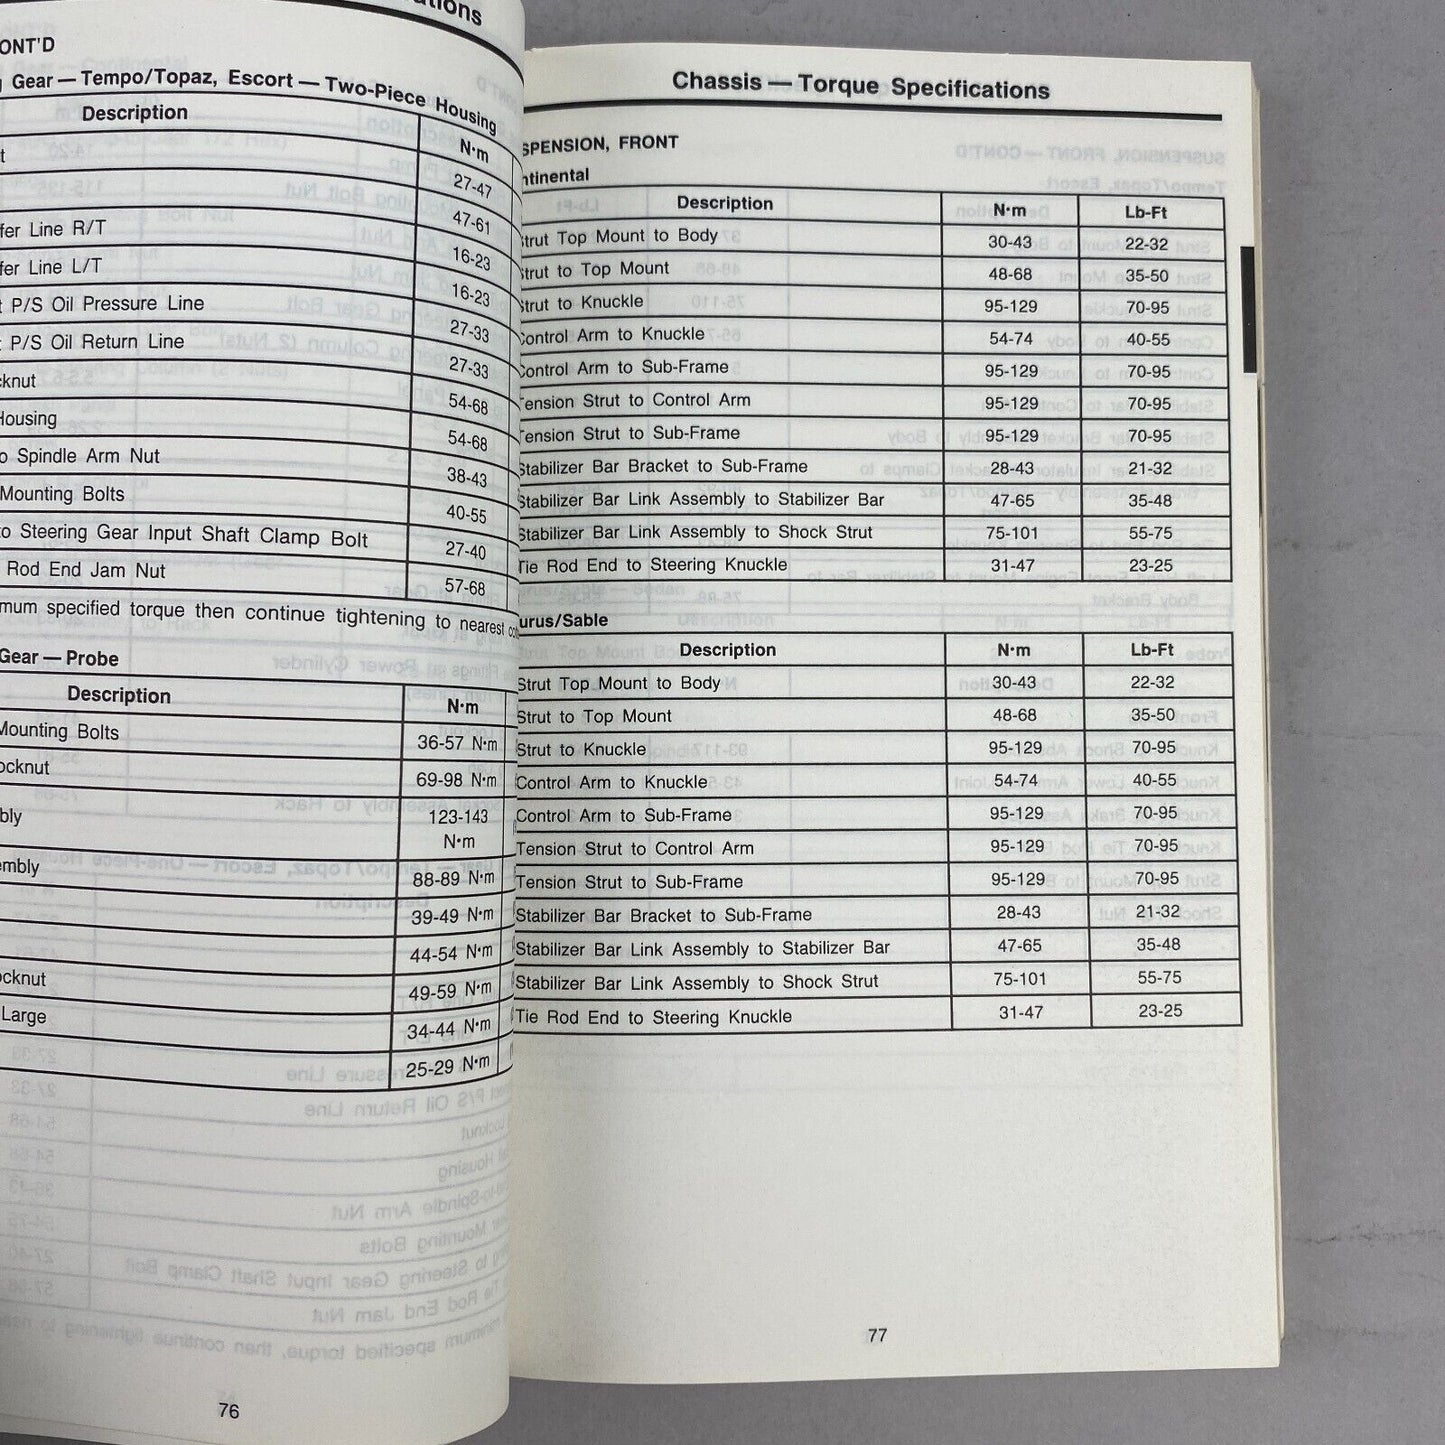 ations
ONT'D
Gear — Tempo/Topaz, Escort — Two-Piece Housing
Description N·m
t 27-47
47-61
fer Line R/T 16-23
fer Line L/T 16-23
t P/S Oil Pressure Line 27-33
t P/S Oil Return Line 27-33
cknut 54-68
Housing 54-68
o Spindle Arm Nut 38-43
Mounting Bolts 40-55
to Steering Gear Input Shaft Clamp Bolt 27-40
Rod End Jam Nut 57-68
mum specified torque then continue tightening to nearest
Gear — Probe
Description N·m
Mounting Bolts 36-57 N·m
ocknut 69-98 N·m
bly 123-143 N·m
embly 88-89 N·m
39-49 N·m
44-54 N·m
ocknut 49-59 N·m
Large 34-44 N·m
25-29 N·m
76
Chassis — Torque Specifications
SPENSION, FRONT
ntinental
Description N·m Lb-Ft
Strut Top Mount to Body 30-43 22-32
Strut to Top Mount 48-68 35-50
Strut to Knuckle 95-129 70-95
Control Arm to Knuckle 54-74 40-55
Control Arm to Sub-Frame 95-129 70-95
Tension Strut to Control Arm 95-129 70-95
Tension Strut to Sub-Frame 95-129 70-95
Stabilizer Bar Bracket to Sub-Frame 28-43 21-32
Stabilizer Bar Link Assembly to Stabilizer Bar 47-65 35-48
Stabilizer Bar Link Assembly to Shock Strut 75-101 55-75
Tie Rod End to Steering Knuckle 31-47 23-25
urus/Sable
Description N·m Lb-Ft
Strut Top Mount to Body 30-43 22-32
Strut to Top Mount 48-68 35-50
Strut to Knuckle 95-129 70-95
Control Arm to Knuckle 54-74 40-55
Control Arm to Sub-Frame 95-129 70-95
Tension Strut to Control Arm 95-129 70-95
Tension Strut to Sub-Frame 95-129 70-95
Stabilizer Bar Bracket to Sub-Frame 28-43 21-32
Stabilizer Bar Link Assembly to Stabilizer Bar 47-65 35-48
Stabilizer Bar Link Assembly to Shock Strut 75-101 55-75
Tie Rod End to Steering Knuckle 31-47 23-25
77